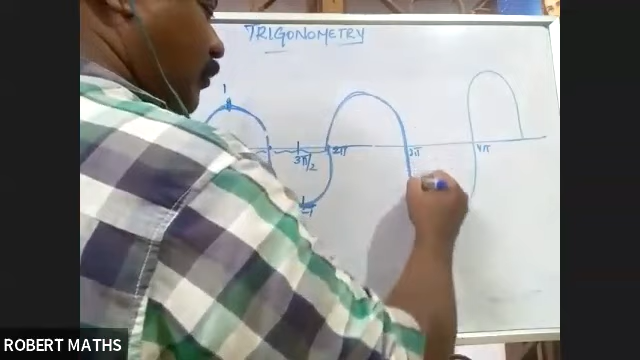 TRIGONOMETRY
1
3π/2
2π
3π
4π
-1
ROBERT MATHS